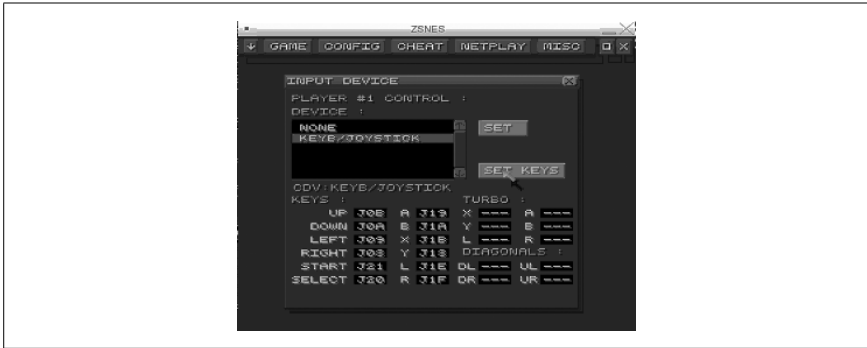 ZSNES
GAME CONFIG CHEAT NETPLAY MISC
INPUT DEVICE
PLAYER #1 CONTROL :
DEVICE :
NONE
KEYB/JOYSTICK
SET
SET KEYS
CDV:KEYB/JOYSTICK
KEYS : TURBO :
UP J0B A J19 X --- A ---
DOWN J0A B J1A Y --- B ---
LEFT J09 X J18 L --- R ---
RIGHT J08 Y J1B DIAGONALS :
START J21 L J1E DL --- UL ---
SELECT J20 R J1F DR --- UR ---